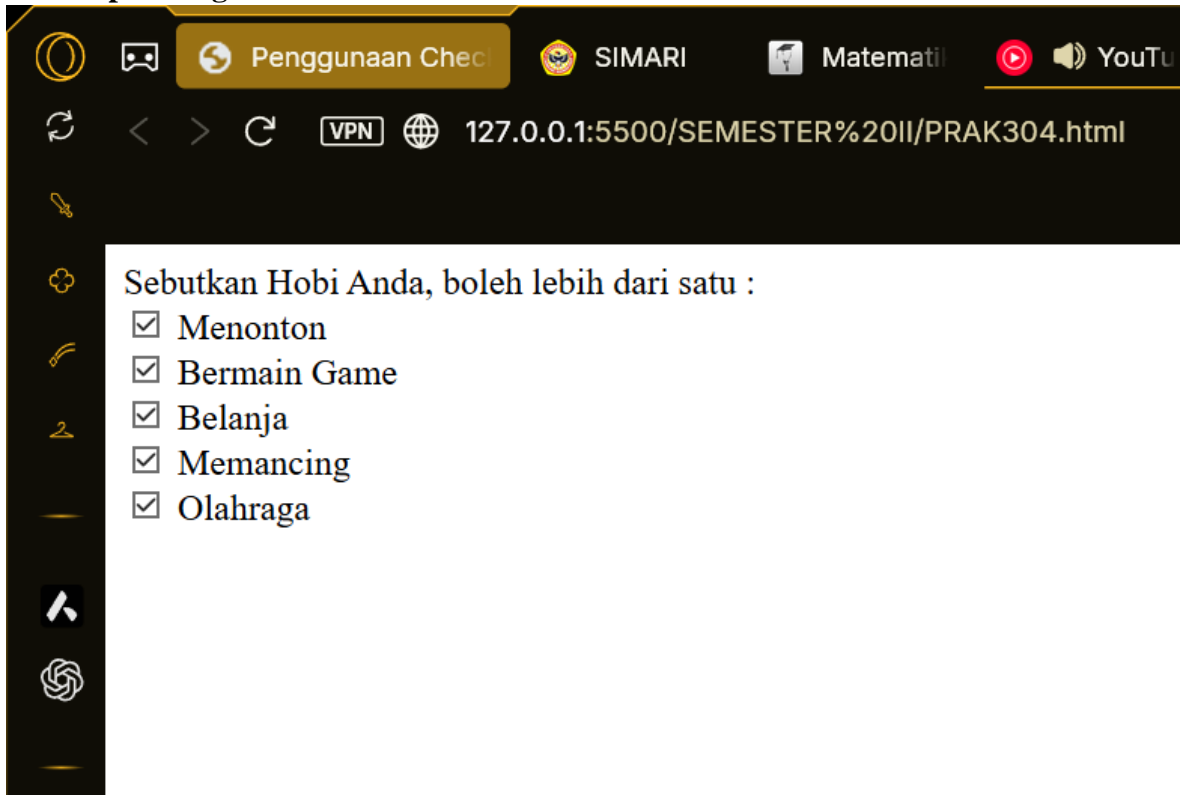 Penggunaan Chec
SIMARI
Matemati
YouTu
VPN
127.0.0.1:5500/SEMESTER%20II/PRAK304.html
Sebutkan Hobi Anda, boleh lebih dari satu :
Menonton
Bermain Game
Belanja
Memancing
Olahraga